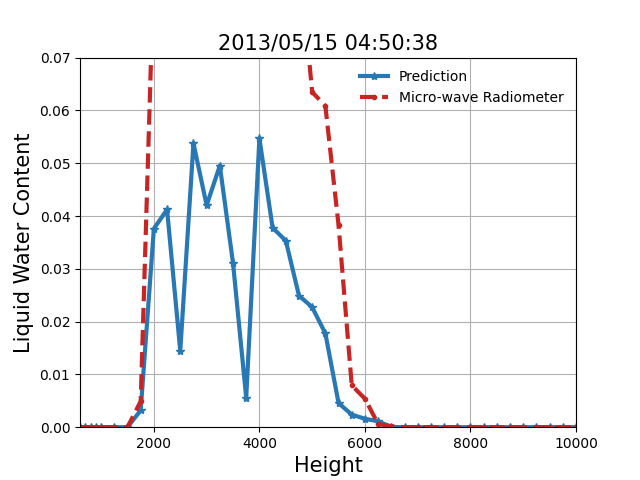 2013/05/15 04:50:38
Prediction
Micro-wave Radiometer
Liquid Water Content
0.07
0.06
0.05
0.04
0.03
0.02
0.01
0.00
2000 4000 6000 8000 10000
Height